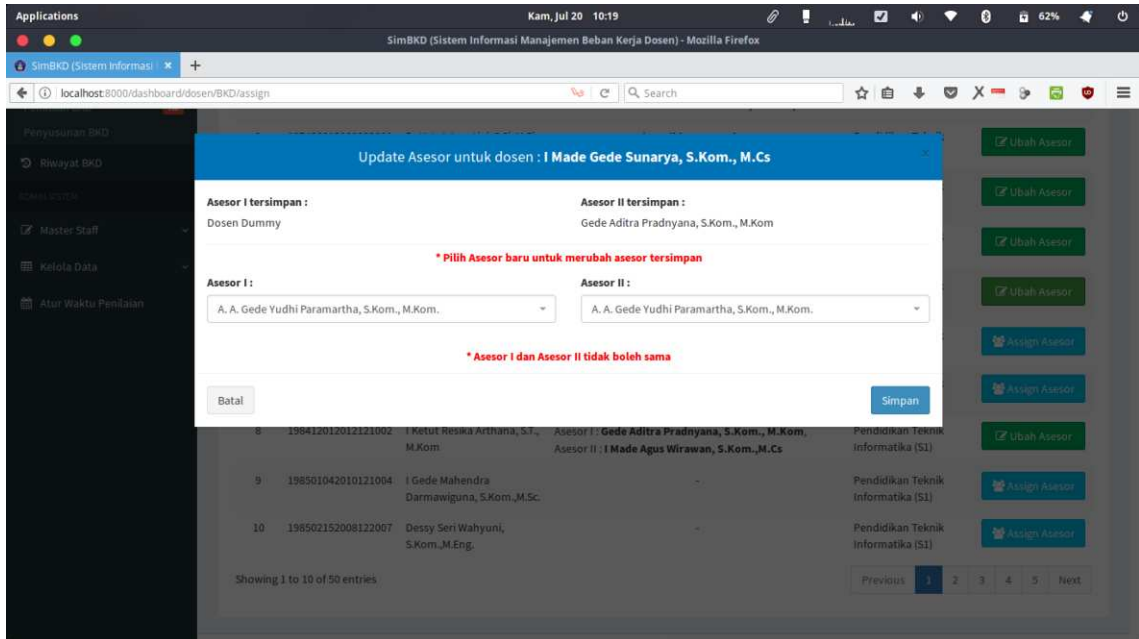 Applications
Kam, Jul 20 10:19
62%
SimBKD (Sistem Informasi Manajemen Beban Kerja Dosen) - Mozilla Firefox
SimBKD (Sistem Informasi
localhost:8000/dashboard/dosen/BKD/assign
Search
Penyusunan BKD
Riwayat BKD
Master Staff
Kelola Data
Atur Waktu Penilaian
Ubah Asesor
Ubah Asesor
Ubah Asesor
Ubah Asesor
Assign Asesor
Assign Asesor
Update Asesor untuk dosen : I Made Gede Sunarya, S.Kom., M.Cs
×
Asesor I tersimpan :
Dosen Dummy
Asesor II tersimpan :
Gede Aditra Pradnyana, S.Kom., M.Kom
* Pilih Asesor baru untuk merubah asesor tersimpan
Asesor I :
A. A. Gede Yudhi Paramartha, S.Kom., M.Kom.
Asesor II :
A. A. Gede Yudhi Paramartha, S.Kom., M.Kom.
* Asesor I dan Asesor II tidak boleh sama
Batal
Simpan
8 198412012012121002 I Ketut Resika Arthana, S.T., Asesor I : Gede Aditra Pradnyana, S.Kom., M.Kom, Pendidikan Teknik Ubah Asesor
M.Kom Asesor II : I Made Agus Wirawan, S.Kom.,M.Cs Informatika (S1)
9 198501042010121004 I Gede Mahendra - Pendidikan Teknik Assign Asesor
Darmawiguna, S.Kom.,M.Sc. Informatika (S1)
10 198502152008122007 Dessy Seri Wahyuni, - Pendidikan Teknik Assign Asesor
S.Kom.,M.Eng. Informatika (S1)
Showing 1 to 10 of 50 entries
Previous 1 2 3 4 5 Next